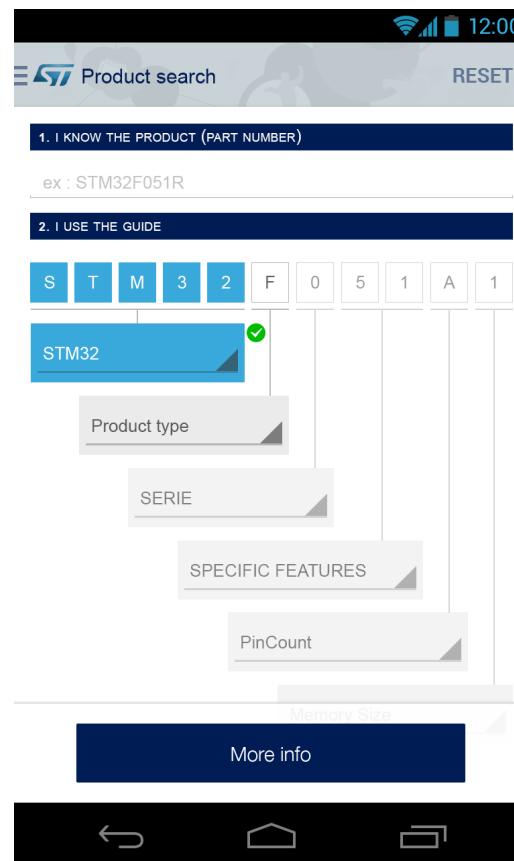 12:00
ST Product search RESET
1. I KNOW THE PRODUCT (PART NUMBER)
ex : STM32F051R
2. I USE THE GUIDE
S T M 3 2 F 0 5 1 A 1
STM32
Product type
SERIE
SPECIFIC FEATURES
PinCount
Memory Size
More info